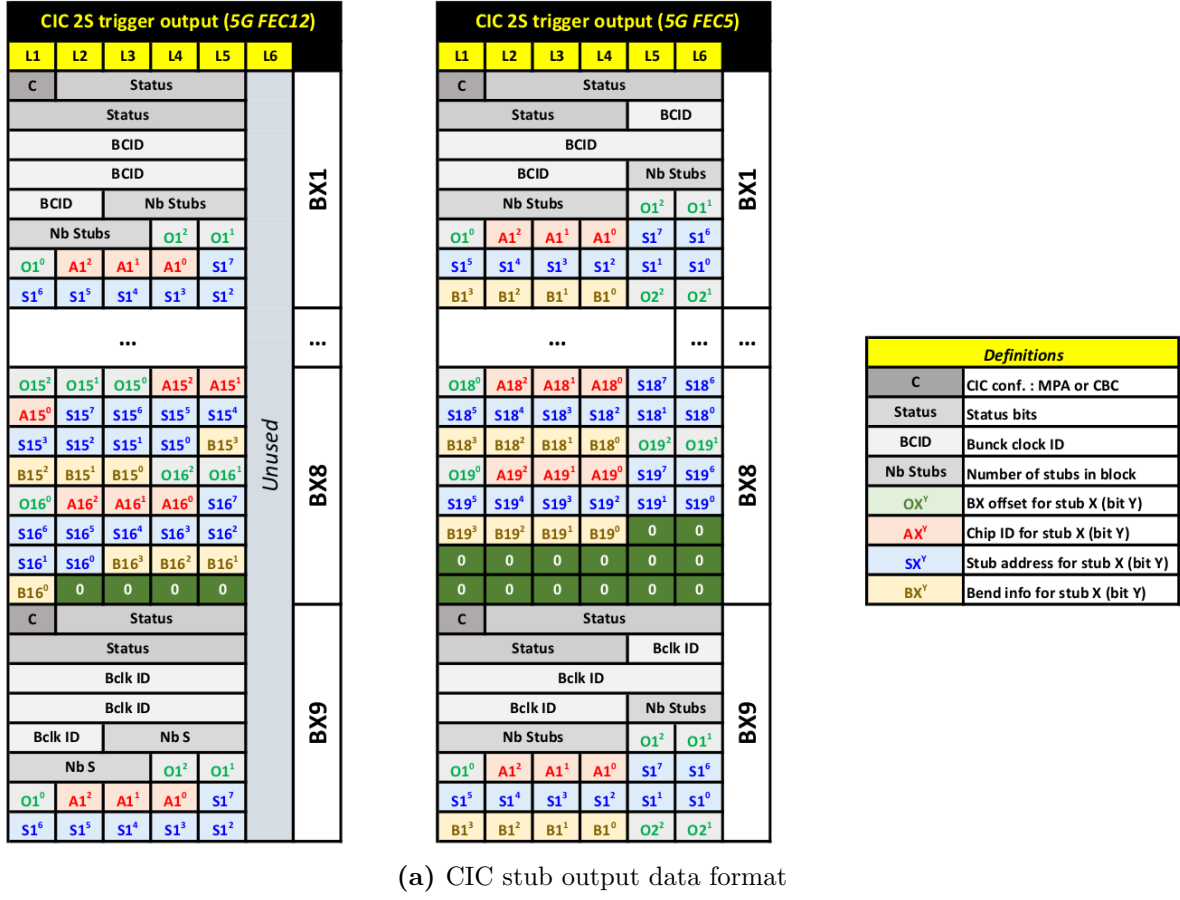 CIC 2S trigger output (5G FEC12)
L1 L2 L3 L4 L5 L6
C Status
Status
BCID
BCID
BCID Nb Stubs
Nb Stubs O1² O1¹
O1⁰ A1² A1¹ A1⁰ S1⁷
S1⁶ S1⁵ S1⁴ S1³ S1²
BX1
... ...
O15² O15¹ O15⁰ A15² A15¹
A15⁰ S15⁷ S15⁶ S15⁵ S15⁴
S15³ S15² S15¹ S15⁰ B15³
B15² B15¹ B15⁰ O16² O16¹
O16⁰ A16² A16¹ A16⁰ S16⁷
S16⁶ S16⁵ S16⁴ S16³ S16²
S16¹ S16⁰ B16³ B16² B16¹
B16⁰ 0 0 0 0
BX8
Unused
C Status
Status
Bclk ID
Bclk ID
Bclk ID Nb S
Nb S O1² O1¹
O1⁰ A1² A1¹ A1⁰ S1⁷
S1⁶ S1⁵ S1⁴ S1³ S1²
BX9
CIC 2S trigger output (5G FEC5)
L1 L2 L3 L4 L5 L6
C Status
Status BCID
BCID
BCID Nb Stubs
Nb Stubs O1² O1¹
O1⁰ A1² A1¹ A1⁰ S1⁷ S1⁶
S1⁵ S1⁴ S1³ S1² S1¹ S1⁰
B1³ B1² B1¹ B1⁰ O2² O2¹
BX1
... ... ...
O18⁰ A18² A18¹ A18⁰ S18⁷ S18⁶
S18⁵ S18⁴ S18³ S18² S18¹ S18⁰
B18³ B18² B18¹ B18⁰ O19² O19¹
O19⁰ A19² A19¹ A19⁰ S19⁷ S19⁶
S19⁵ S19⁴ S19³ S19² S19¹ S19⁰
B19³ B19² B19¹ B19⁰ 0 0
0 0 0 0 0 0
0 0 0 0 0 0
BX8
C Status
Status Bclk ID
Bclk ID
Bclk ID Nb Stubs
Nb Stubs O1² O1¹
O1⁰ A1² A1¹ A1⁰ S1⁷ S1⁶
S1⁵ S1⁴ S1³ S1² S1¹ S1⁰
B1³ B1² B1¹ B1⁰ O2² O2¹
BX9
Definitions
C CIC conf. : MPA or CBC
Status Status bits
BCID Bunck clock ID
Nb Stubs Number of stubs in block
OXʸ BX offset for stub X (bit Y)
AXʸ Chip ID for stub X (bit Y)
SXʸ Stub address for stub X (bit Y)
BXʸ Bend info for stub X (bit Y)
(a) CIC stub output data format